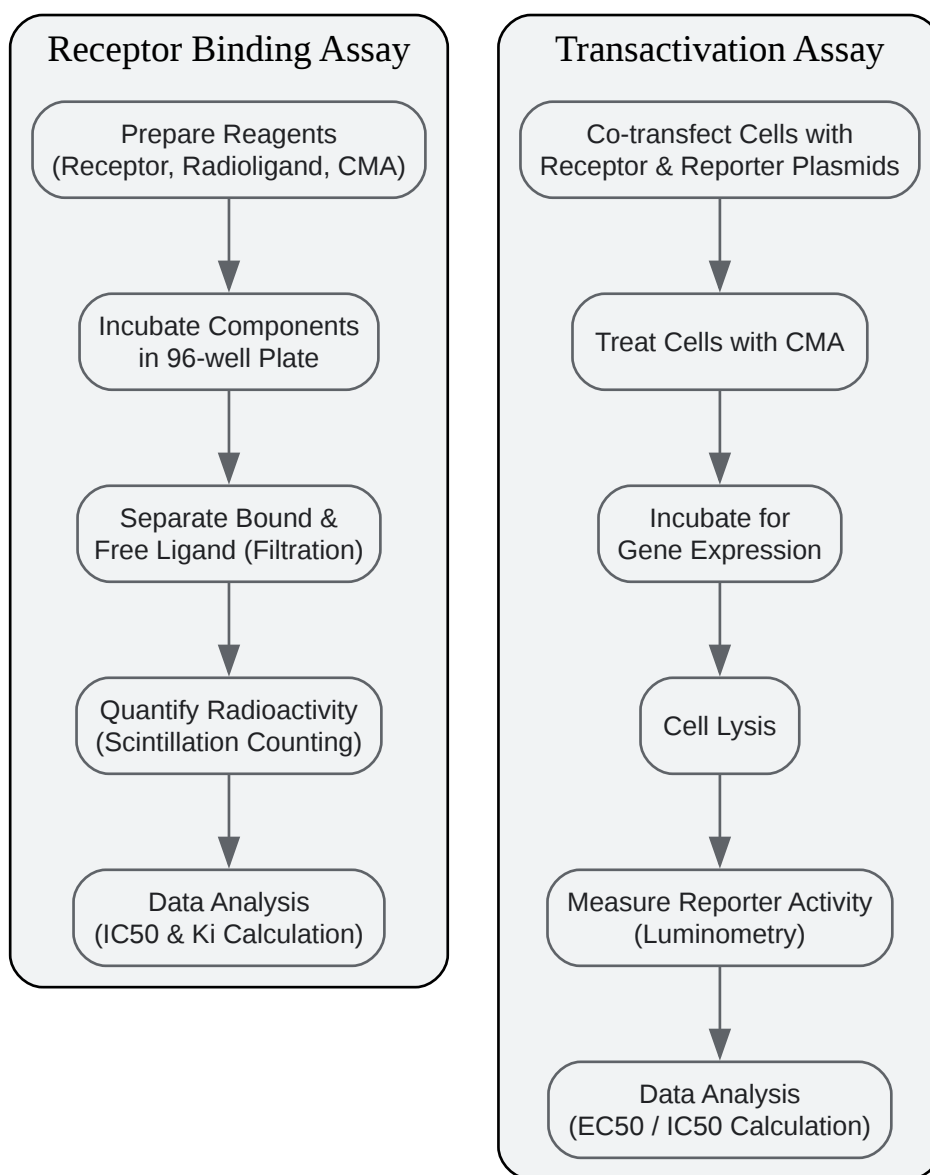 Receptor Binding Assay
Prepare Reagents
(Receptor, Radioligand, CMA)
Incubate Components
in 96-well Plate
Separate Bound &
Free Ligand (Filtration)
Quantify Radioactivity
(Scintillation Counting)
Data Analysis
(IC50 & Ki Calculation)
Transactivation Assay
Co-transfect Cells with
Receptor & Reporter Plasmids
Treat Cells with CMA
Incubate for
Gene Expression
Cell Lysis
Measure Reporter Activity
(Luminometry)
Data Analysis
(EC50 / IC50 Calculation)